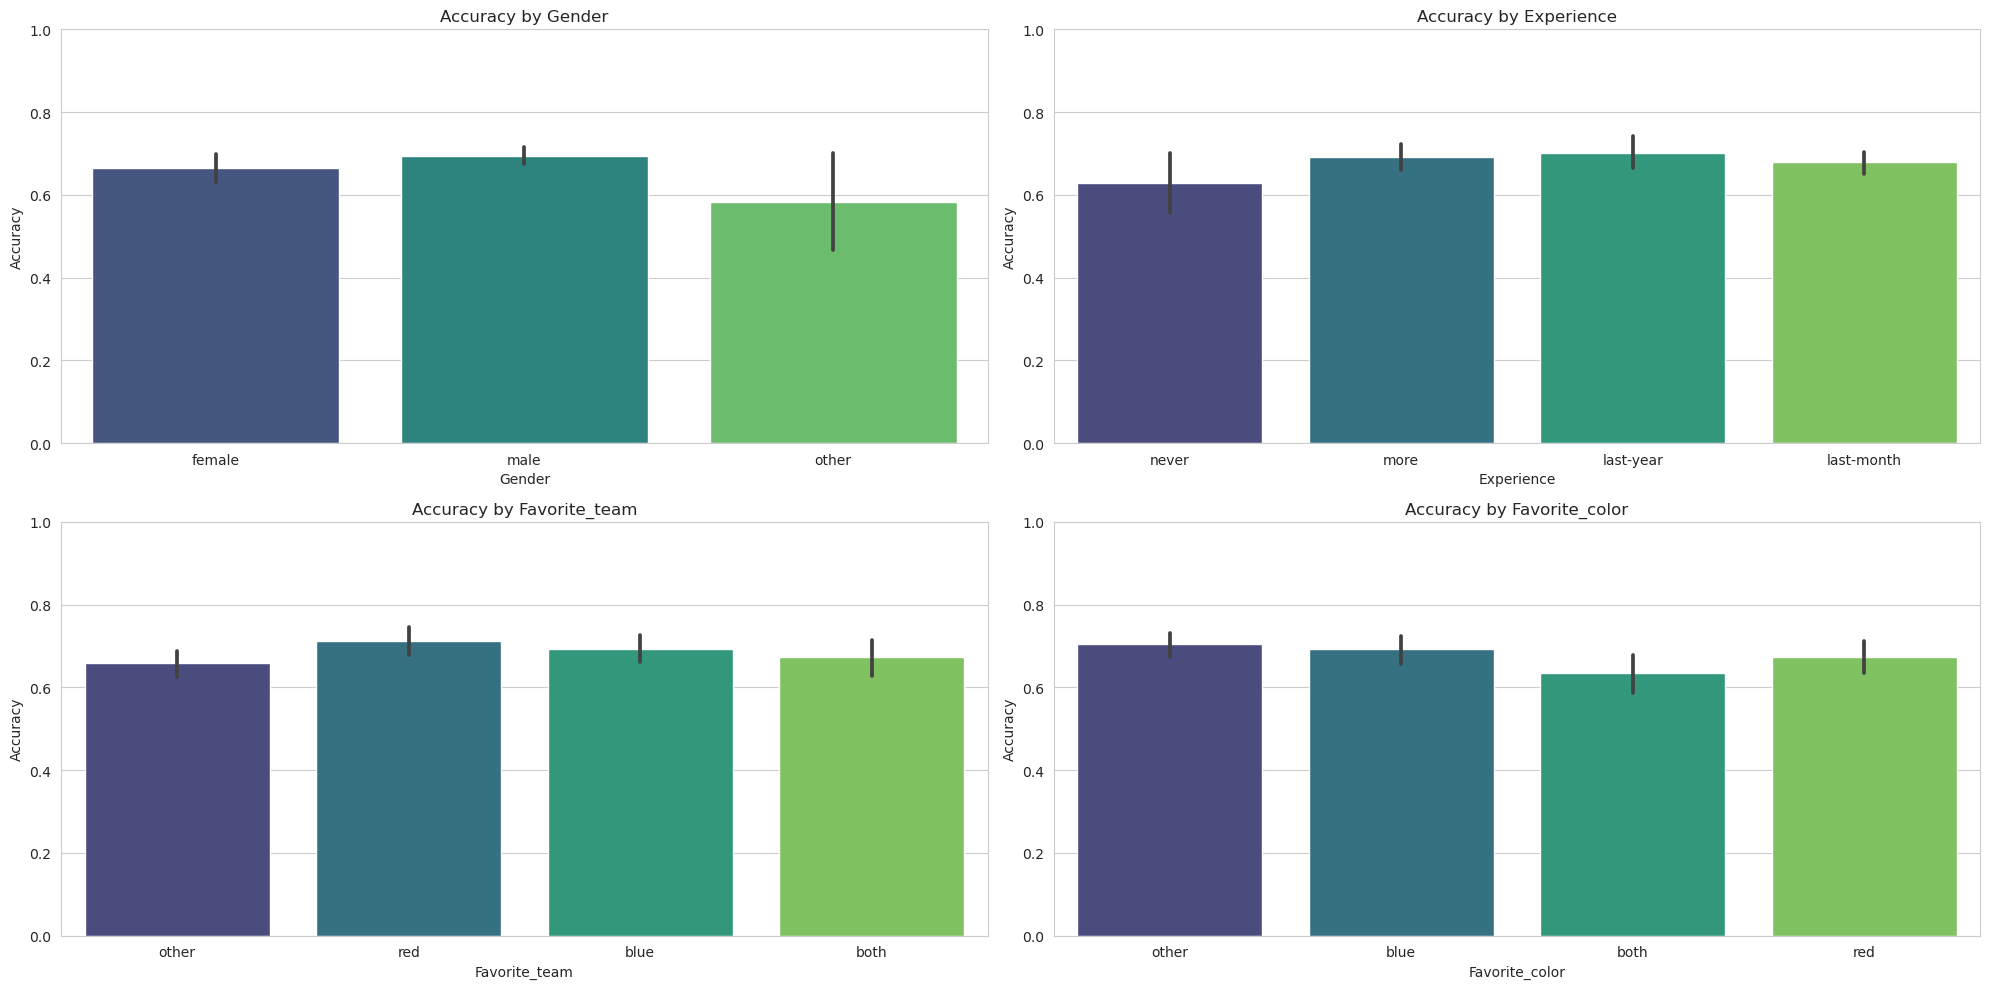 Accuracy by Gender
1.0
0.8
0.6
0.4
0.2
0.0
Accuracy
female male other
Gender
Accuracy by Experience
1.0
0.8
0.6
0.4
0.2
0.0
Accuracy
never more last-year last-month
Experience
Accuracy by Favorite_team
1.0
0.8
0.6
0.4
0.2
0.0
Accuracy
other red blue both
Favorite_team
Accuracy by Favorite_color
1.0
0.8
0.6
0.4
0.2
0.0
Accuracy
other blue both red
Favorite_color